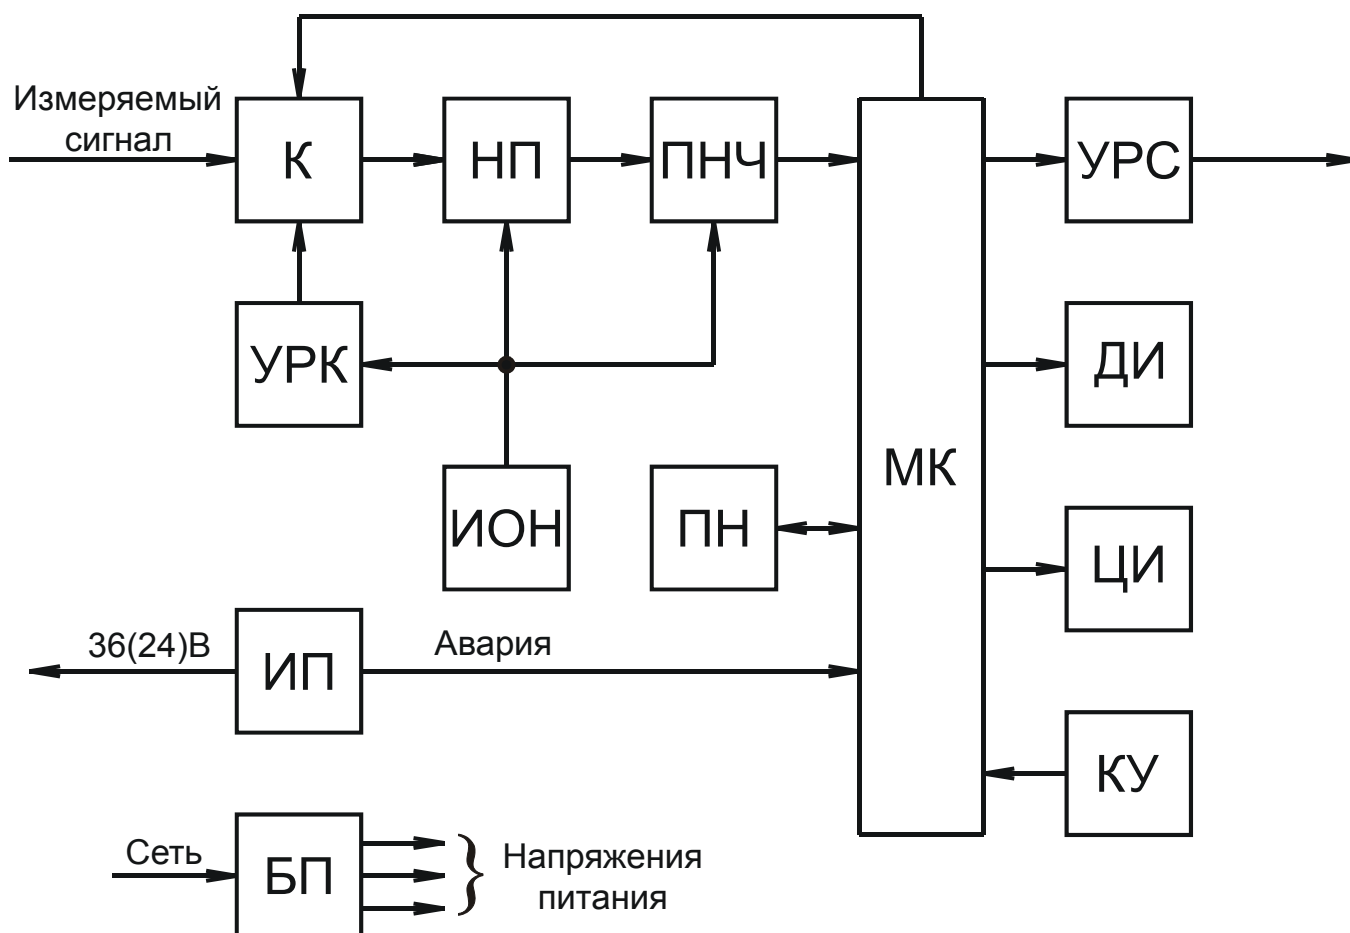 Измеряемый
сигнал
К
НП
ПНЧ
УРС
УРК
ДИ
МК
ИОН
ПН
ЦИ
36(24)В
ИП
Авария
КУ
Сеть
БП
} Напряжения
питания